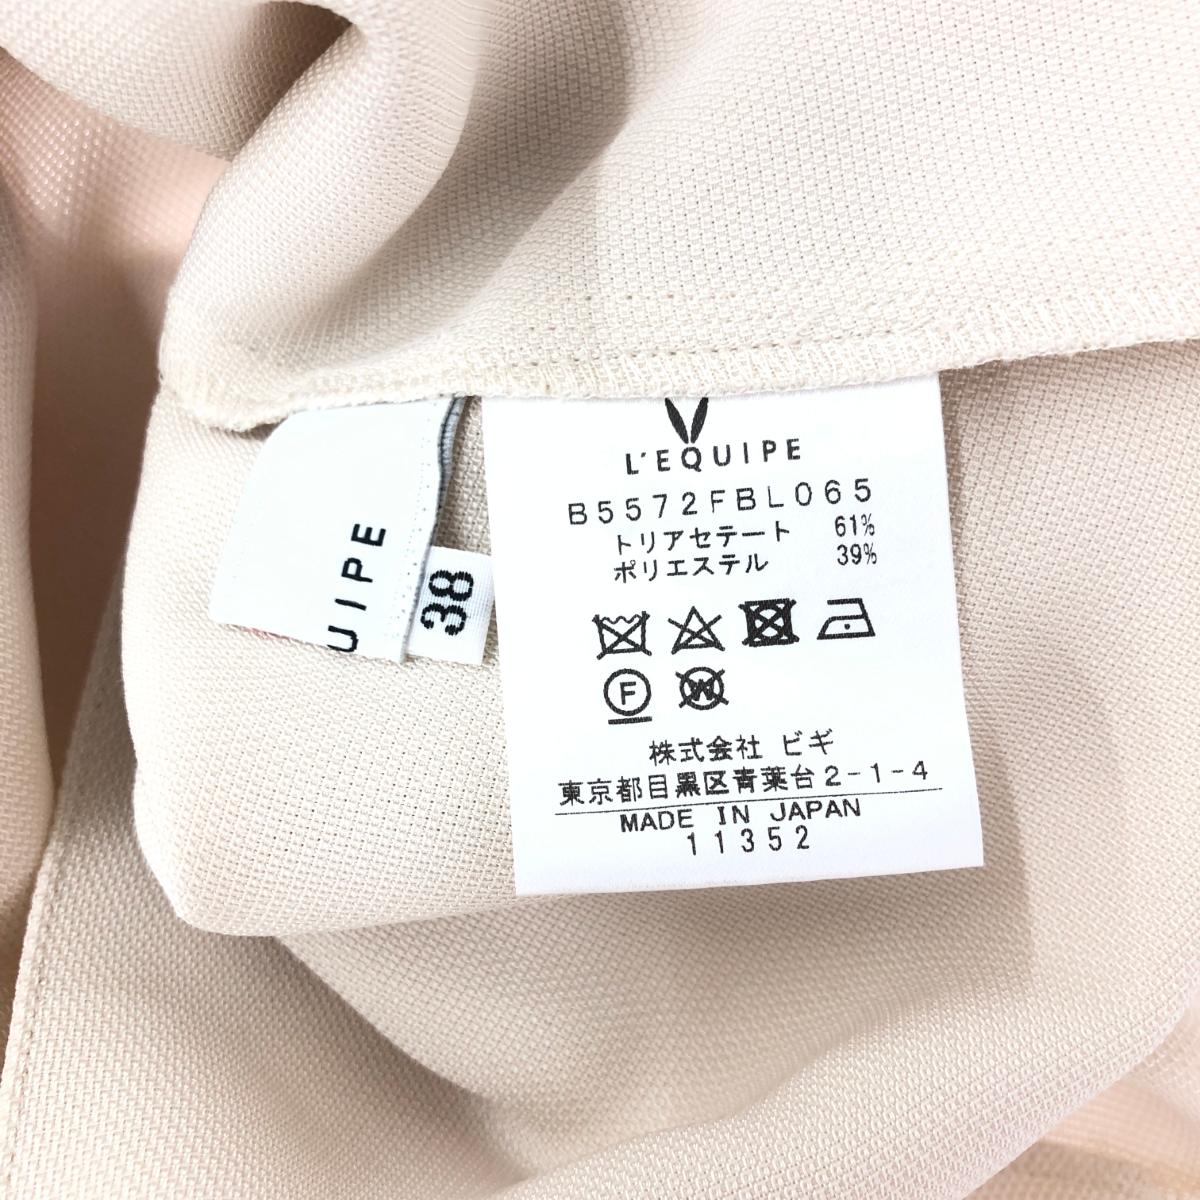 L'EQUIPE
B5572FBL065
トリアセテート 61%
ポリエステル 39%
F
W
株式会社 ビギ
東京都目黒区青葉台2-1-4
MADE IN JAPAN
11352
UIPE
38